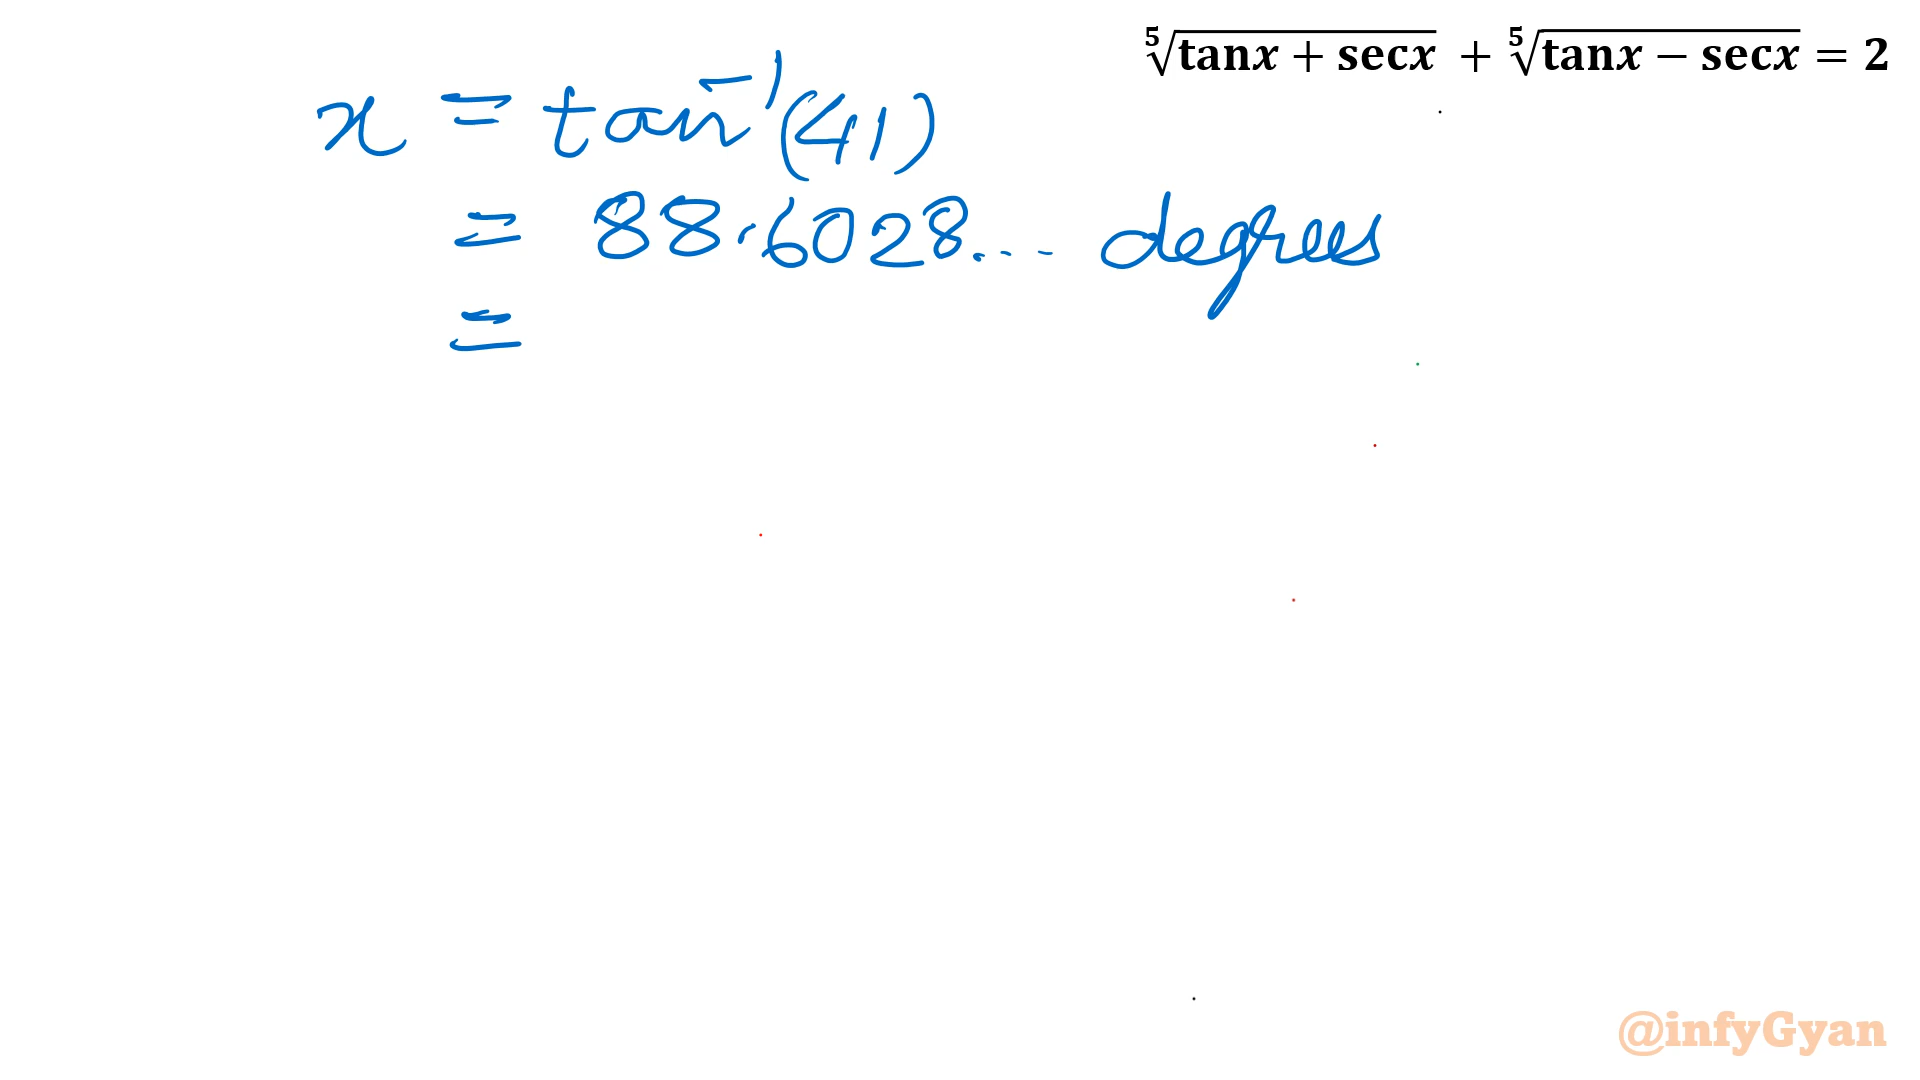 ⁵√(tanx + secx) + ⁵√(tanx − secx) = 2
x = tan⁻¹(41)
= 88.6028... degrees
=
@infyGyan